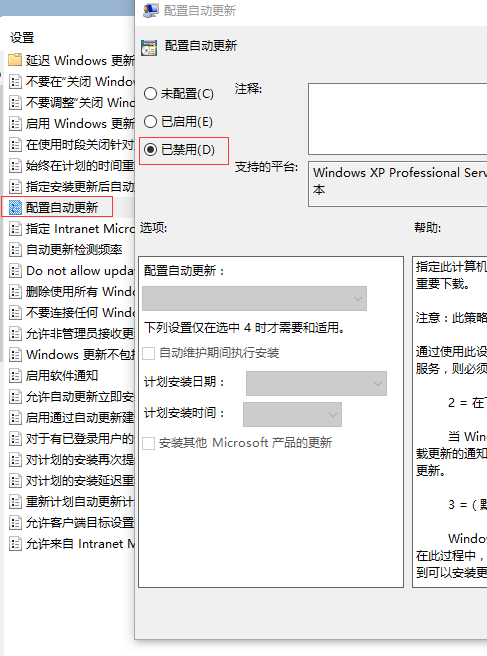 配置自动更新
设置
延迟 Windows 更新
不要在"关闭 Window
不要调整"关闭 Wind
启用 Windows 更新
在使用时段关闭针对
始终在计划的时间重
指定安装更新后自动
配置自动更新
指定 Intranet Micro
自动更新检测频率
Do not allow upda
删除使用所有 Wind
不要连接任何 Wind
允许非管理员接收更
Windows 更新不包括
启用软件通知
允许自动更新立即安
启用通过自动更新建
对于有已登录用户的
对计划的安装再次提
对计划的安装延迟重
重新计划自动更新计
允许客户端目标设置
允许来自 Intranet M
配置自动更新
未配置(C)
已启用(E)
已禁用(D)
注释:
支持的平台:
Windows XP Professional Serv
本
选项:
帮助:
配置自动更新：
下列设置仅在选中 4 时才需要和适用。
自动维护期间执行安装
计划安装日期：
计划安装时间：
安装其他 Microsoft 产品的更新
指定此计算机
重要下载。
注意：此策略
通过使用此设
服务，则必须
2 = 在下
当 Wind
载更新的通知
更新。
3 = (默
Window
在此过程中，
到可以安装更